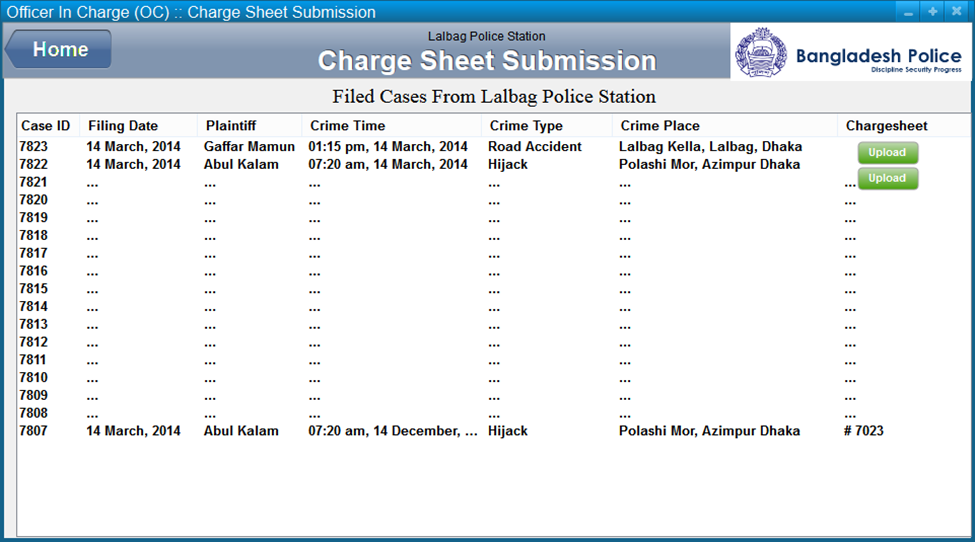 Officer In Charge (OC) :: Charge Sheet Submission
Home
Lalbag Police Station
Charge Sheet Submission
Bangladesh Police
Discipline Security Progress
Filed Cases From Lalbag Police Station
Case ID Filing Date Plaintiff Crime Time Crime Type Crime Place Chargesheet
7823 14 March, 2014 Gaffar Mamun 01:15 pm, 14 March, 2014 Road Accident Lalbag Kella, Lalbag, Dhaka Upload
7822 14 March, 2014 Abul Kalam 07:20 am, 14 March, 2014 Hijack Polashi Mor, Azimpur Dhaka Upload
7821 ... ... ... ... ... ...
7820 ... ... ... ... ... ...
7819 ... ... ... ... ... ...
7818 ... ... ... ... ... ...
7817 ... ... ... ... ... ...
7816 ... ... ... ... ... ...
7815 ... ... ... ... ... ...
7814 ... ... ... ... ... ...
7813 ... ... ... ... ... ...
7812 ... ... ... ... ... ...
7811 ... ... ... ... ... ...
7810 ... ... ... ... ... ...
7809 ... ... ... ... ... ...
7808 ... ... ... ... ... ...
7807 14 March, 2014 Abul Kalam 07:20 am, 14 December, ... Hijack Polashi Mor, Azimpur Dhaka # 7023